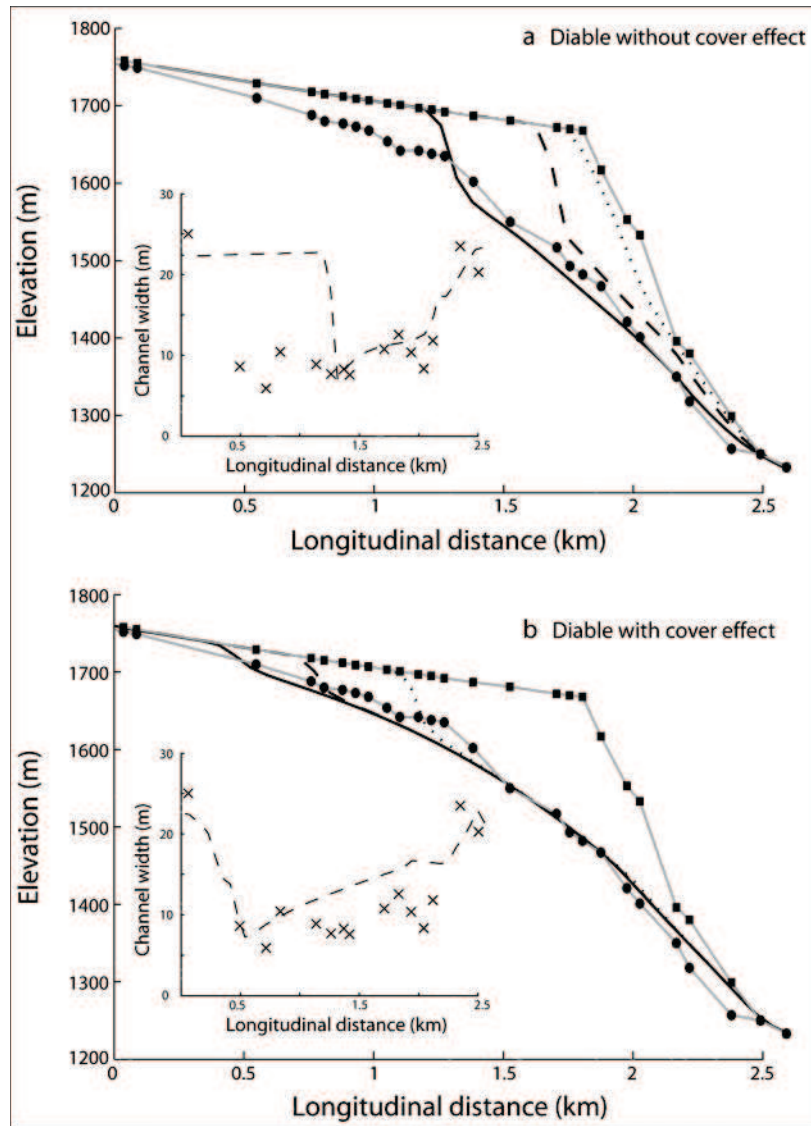 a Diable without cover effect
1800
1700
1600
1500
1400
1300
1200
Elevation (m)
30
20
10
0
Channel width (m)
0.5 1.5 2.5
Longitudinal distance (km)
0 0.5 1 1.5 2 2.5
Longitudinal distance (km)
b Diable with cover effect
1800
1700
1600
1500
1400
1300
1200
Elevation (m)
30
20
10
0
Channel width (m)
0.5 1.5 2.5
Longitudinal distance (km)
0 0.5 1 1.5 2 2.5
Longitudinal distance (km)